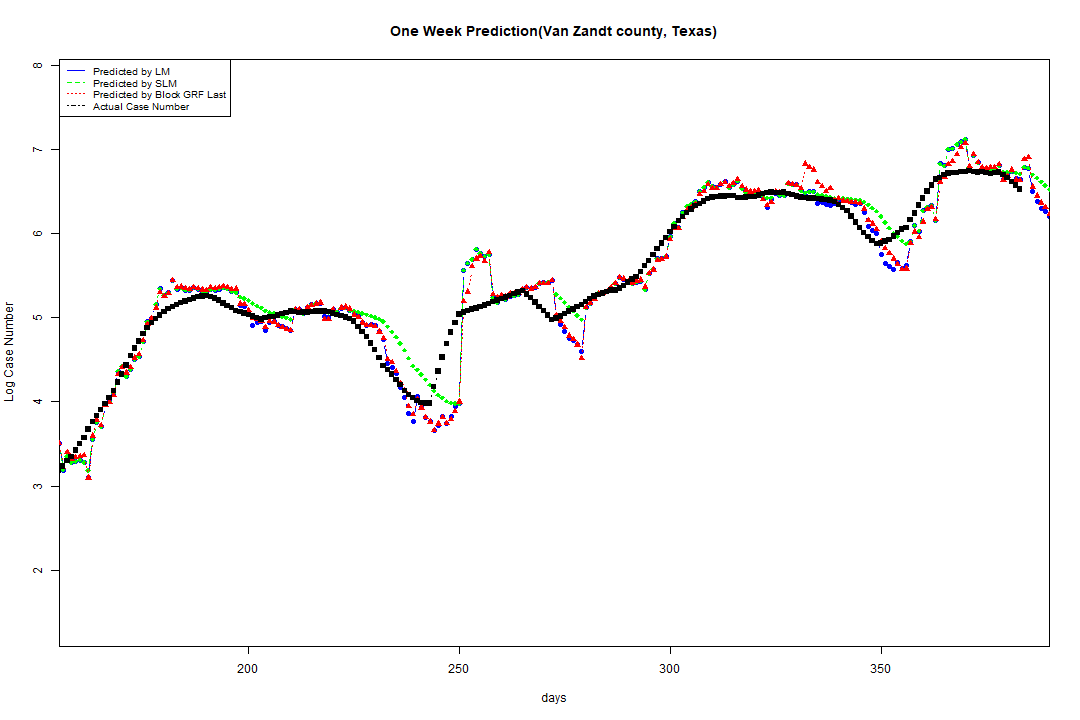 One Week Prediction(Van Zandt county, Texas)
Predicted by LM
Predicted by SLM
Predicted by Block GRF Last
Actual Case Number
8
7
6
5
4
3
2
Log Case Number
200
250
300
350
days